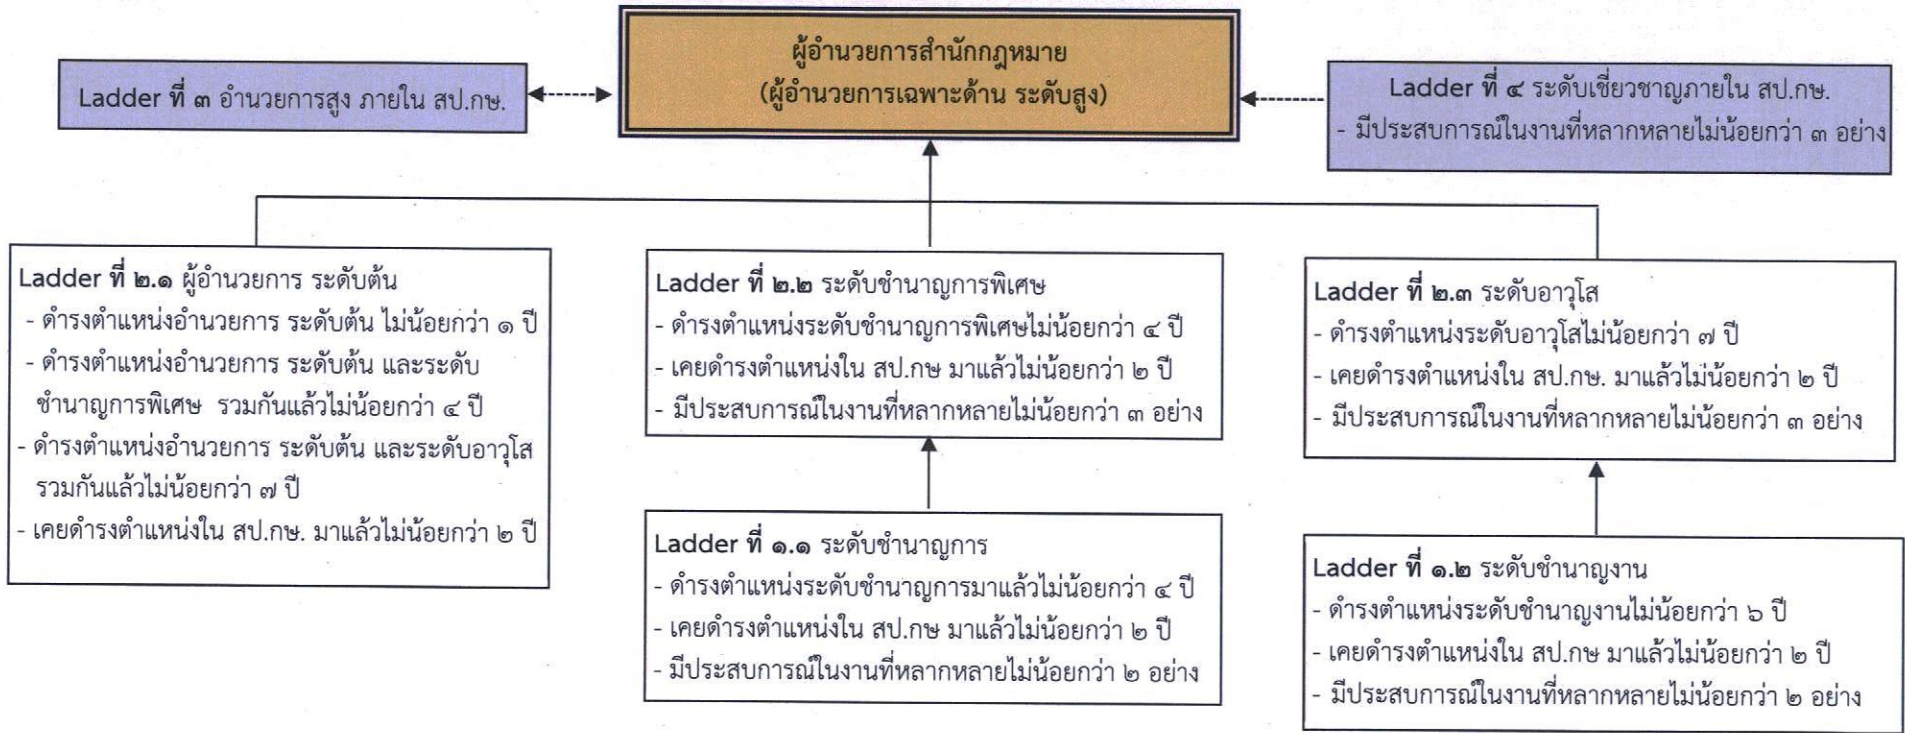 ผู้อำนวยการสำนักกฎหมาย
(ผู้อำนวยการเฉพาะด้าน ระดับสูง)
Ladder ที่ ๓ อำนวยการสูง ภายใน สป.กษ.
Ladder ที่ ๔ ระดับเชี่ยวชาญภายใน สป.กษ.
- มีประสบการณ์ในงานที่หลากหลายไม่น้อยกว่า ๓ อย่าง
Ladder ที่ ๒.๑ ผู้อำนวยการ ระดับต้น
- ดำรงตำแหน่งอำนวยการ ระดับต้น ไม่น้อยกว่า ๑ ปี
- ดำรงตำแหน่งอำนวยการ ระดับต้น และระดับ
ชำนาญการพิเศษ รวมกันแล้วไม่น้อยกว่า ๔ ปี
- ดำรงตำแหน่งอำนวยการ ระดับต้น และระดับอาวุโส
รวมกันแล้วไม่น้อยกว่า ๗ ปี
- เคยดำรงตำแหน่งใน สป.กษ. มาแล้วไม่น้อยกว่า ๒ ปี
Ladder ที่ ๒.๒ ระดับชำนาญการพิเศษ
- ดำรงตำแหน่งระดับชำนาญการพิเศษไม่น้อยกว่า ๔ ปี
- เคยดำรงตำแหน่งใน สป.กษ มาแล้วไม่น้อยกว่า ๒ ปี
- มีประสบการณ์ในงานที่หลากหลายไม่น้อยกว่า ๓ อย่าง
Ladder ที่ ๒.๓ ระดับอาวุโส
- ดำรงตำแหน่งระดับอาวุโสไม่น้อยกว่า ๗ ปี
- เคยดำรงตำแหน่งใน สป.กษ. มาแล้วไม่น้อยกว่า ๒ ปี
- มีประสบการณ์ในงานที่หลากหลายไม่น้อยกว่า ๓ อย่าง
Ladder ที่ ๑.๑ ระดับชำนาญการ
- ดำรงตำแหน่งระดับชำนาญการมาแล้วไม่น้อยกว่า ๔ ปี
- เคยดำรงตำแหน่งใน สป.กษ มาแล้วไม่น้อยกว่า ๒ ปี
- มีประสบการณ์ในงานที่หลากหลายไม่น้อยกว่า ๒ อย่าง
Ladder ที่ ๑.๒ ระดับชำนาญงาน
- ดำรงตำแหน่งระดับชำนาญงานไม่น้อยกว่า ๖ ปี
- เคยดำรงตำแหน่งใน สป.กษ มาแล้วไม่น้อยกว่า ๒ ปี
- มีประสบการณ์ในงานที่หลากหลายไม่น้อยกว่า ๒ อย่าง